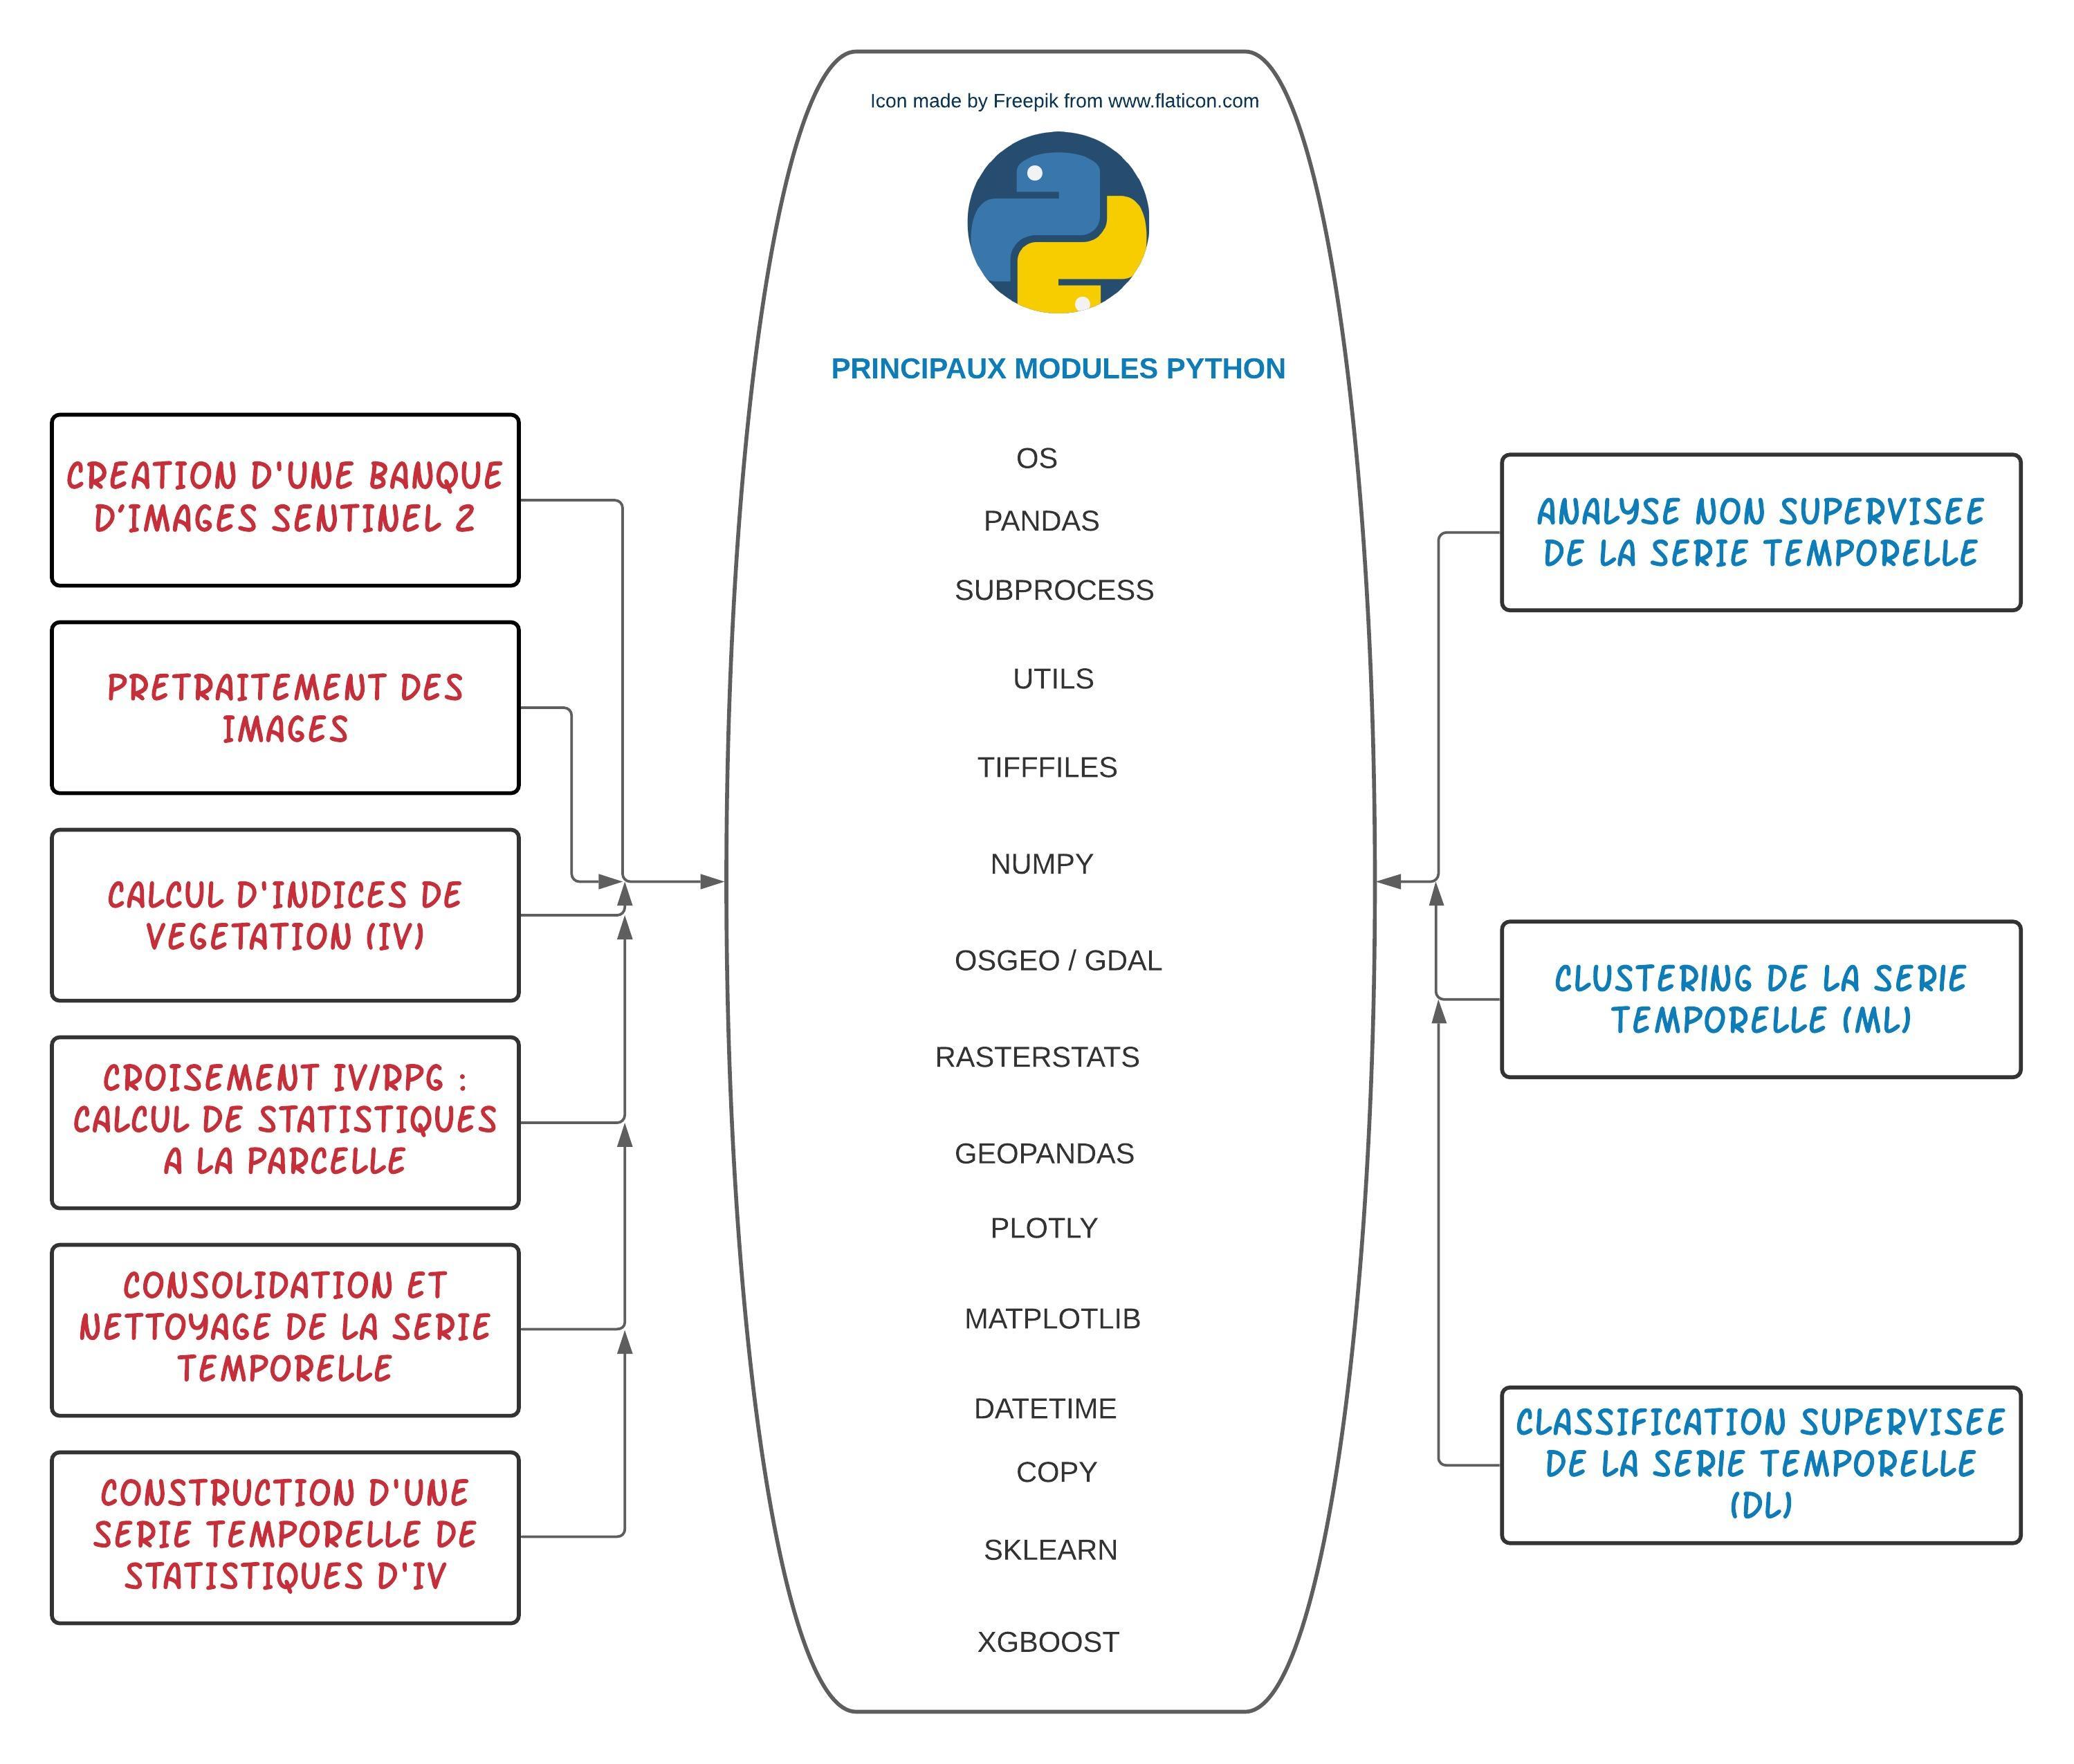 Icon made by Freepik from www.flaticon.com
PRINCIPAUX MODULES PYTHON
OS
PANDAS
SUBPROCESS
UTILS
TIFFFILES
NUMPY
OSGEO / GDAL
RASTERSTATS
GEOPANDAS
PLOTLY
MATPLOTLIB
DATETIME
COPY
SKLEARN
XGBOOST
CREATION D'UNE BANQUE
D'IMAGES SENTINEL 2
PRETRAITEMENT DES
IMAGES
CALCUL D'INDICES DE
VEGETATION (IV)
CROISEMENT IV/RPG :
CALCUL DE STATISTIQUES
A LA PARCELLE
CONSOLIDATION ET
NETTOYAGE DE LA SERIE
TEMPORELLE
CONSTRUCTION D'UNE
SERIE TEMPORELLE DE
STATISTIQUES D'IV
ANALYSE NON SUPERVISEE
DE LA SERIE TEMPORELLE
CLUSTERING DE LA SERIE
TEMPORELLE (ML)
CLASSIFICATION SUPERVISEE
DE LA SERIE TEMPORELLE
(DL)